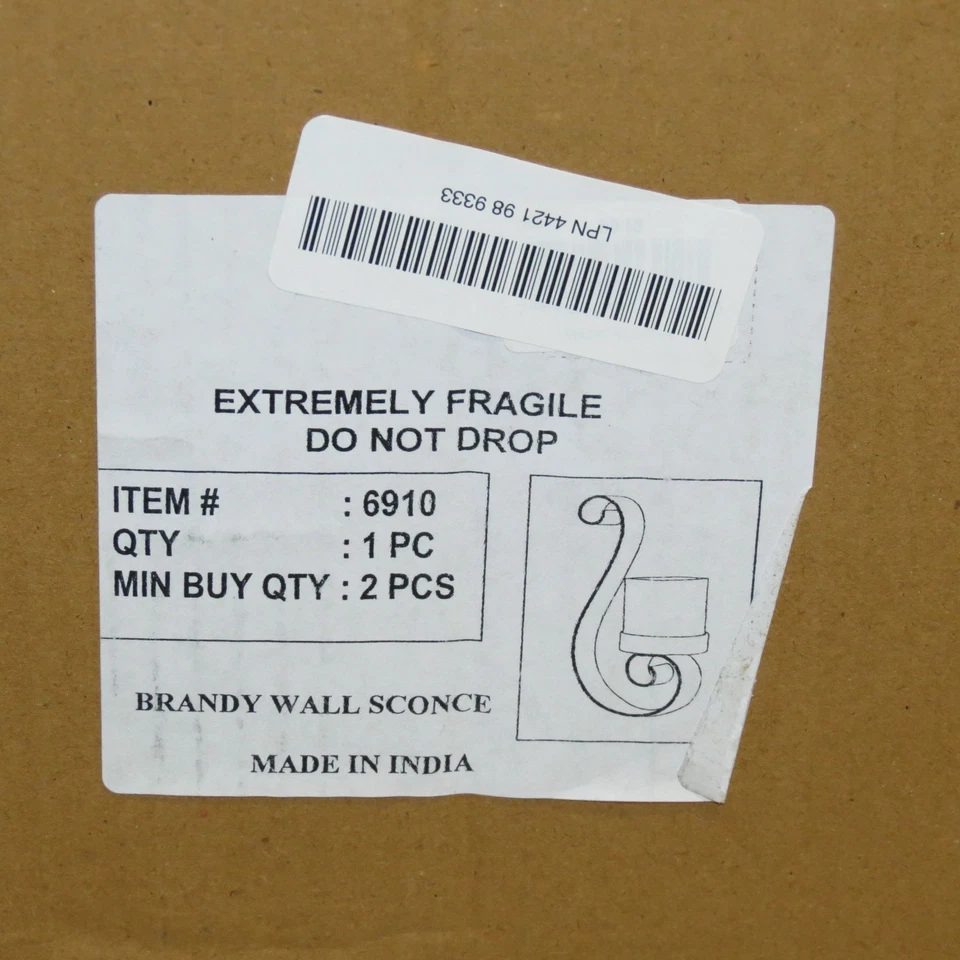 LPN 4421 98 9333
EXTREMELY FRAGILE
DO NOT DROP
ITEM # : 6910
QTY : 1 PC
MIN BUY QTY : 2 PCS
BRANDY WALL SCONCE
MADE IN INDIA